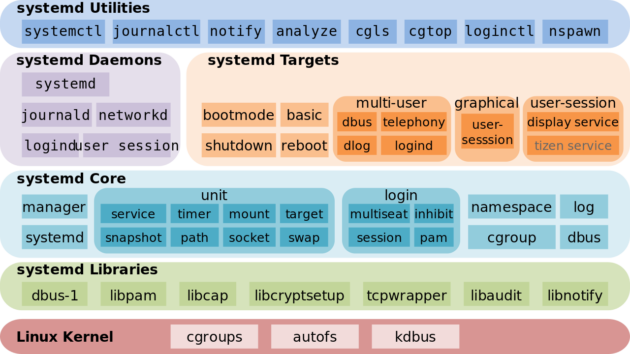 systemd Utilities
systemctl journalctl notify analyze cgls cgtop loginctl nspawn
systemd Daemons
systemd
journald networkd
logind user session
systemd Targets
bootmode basic
shutdown reboot
multi-user
dbus telephony
dlog logind
graphical
user-
sesssion
user-session
display service
tizen service
systemd Core
manager
systemd
unit
service timer mount target
snapshot path socket swap
login
multiseat inhibit
session pam
namespace log
cgroup dbus
systemd Libraries
dbus-1 libpam libcap libcryptsetup tcpwrapper libaudit libnotify
Linux Kernel cgroups autofs kdbus